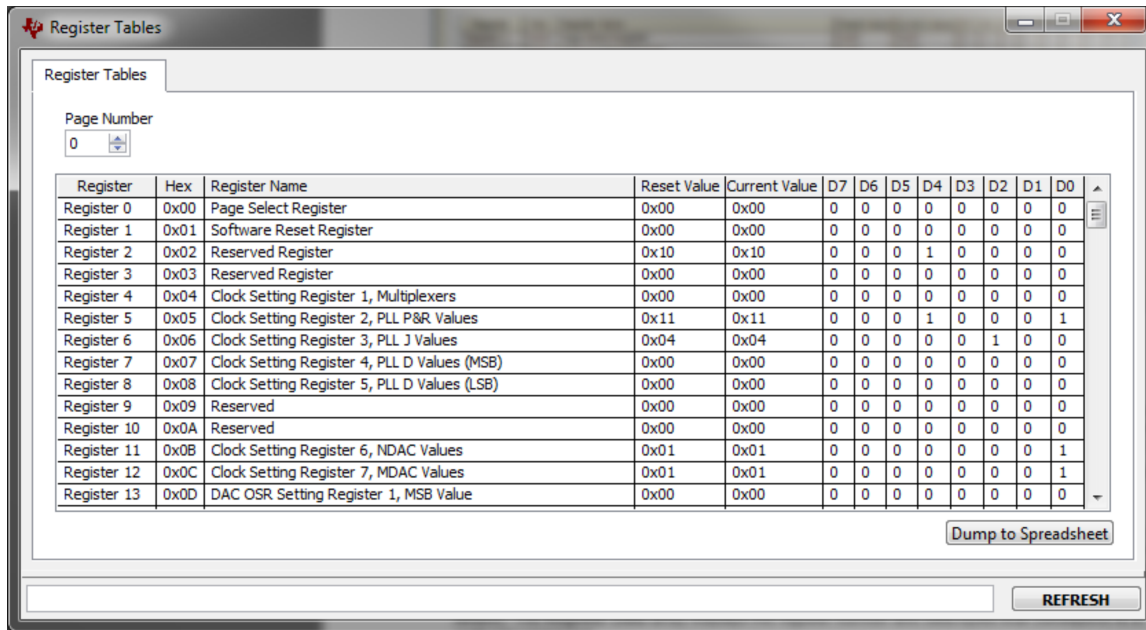 Register Tables
Register Tables
Page Number
0
Register Hex Register Name Reset Value Current Value D7 D6 D5 D4 D3 D2 D1 D0
Register 0 0x00 Page Select Register 0x00 0x00 0 0 0 0 0 0 0 0
Register 1 0x01 Software Reset Register 0x00 0x00 0 0 0 0 0 0 0 0
Register 2 0x02 Reserved Register 0x10 0x10 0 0 0 1 0 0 0 0
Register 3 0x03 Reserved Register 0x00 0x00 0 0 0 0 0 0 0 0
Register 4 0x04 Clock Setting Register 1, Multiplexers 0x00 0x00 0 0 0 0 0 0 0 0
Register 5 0x05 Clock Setting Register 2, PLL P&R Values 0x11 0x11 0 0 0 1 0 0 0 1
Register 6 0x06 Clock Setting Register 3, PLL J Values 0x04 0x04 0 0 0 0 0 1 0 0
Register 7 0x07 Clock Setting Register 4, PLL D Values (MSB) 0x00 0x00 0 0 0 0 0 0 0 0
Register 8 0x08 Clock Setting Register 5, PLL D Values (LSB) 0x00 0x00 0 0 0 0 0 0 0 0
Register 9 0x09 Reserved 0x00 0x00 0 0 0 0 0 0 0 0
Register 10 0x0A Reserved 0x00 0x00 0 0 0 0 0 0 0 0
Register 11 0x0B Clock Setting Register 6, NDAC Values 0x01 0x01 0 0 0 0 0 0 0 1
Register 12 0x0C Clock Setting Register 7, MDAC Values 0x01 0x01 0 0 0 0 0 0 0 1
Register 13 0x0D DAC OSR Setting Register 1, MSB Value 0x00 0x00 0 0 0 0 0 0 0 0
Dump to Spreadsheet
REFRESH